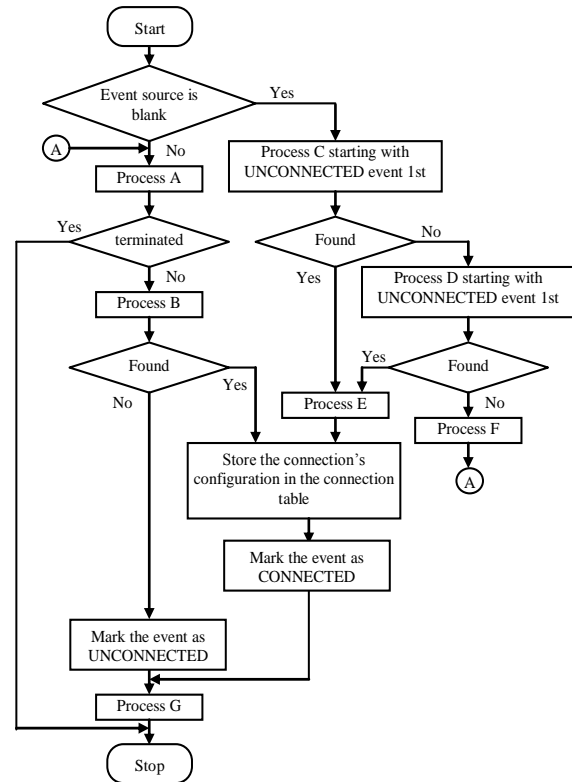 Start
Event source is
blank
Yes
A
No
Process A
Process C starting with
UNCONNECTED event 1st
Yes
terminated
Found
No
No
Yes
Process D starting with
UNCONNECTED event 1st
Process B
Found
Yes
Found
Yes
No
Process E
No
Process F
Store the connection's
configuration in the connection
table
A
Mark the event as
CONNECTED
Mark the event as
UNCONNECTED
Process G
Stop